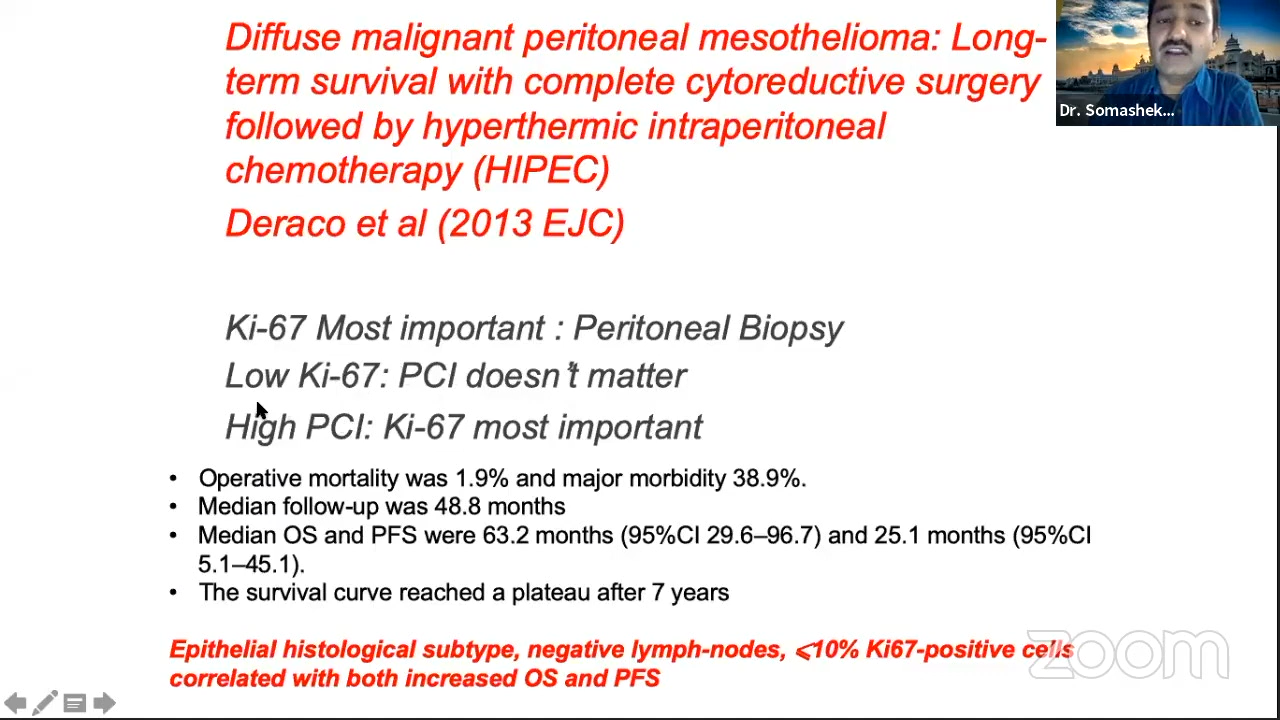 Diffuse malignant peritoneal mesothelioma: Long-
term survival with complete cytoreductive surgery
followed by hyperthermic intraperitoneal
chemotherapy (HIPEC)
Deraco et al (2013 EJC)
Dr. Somashek...
Ki-67 Most important : Peritoneal Biopsy
Low Ki-67: PCI doesn't matter
High PCI: Ki-67 most important
• Operative mortality was 1.9% and major morbidity 38.9%.
• Median follow-up was 48.8 months
• Median OS and PFS were 63.2 months (95%CI 29.6–96.7) and 25.1 months (95%CI
5.1–45.1).
• The survival curve reached a plateau after 7 years
Epithelial histological subtype, negative lymph-nodes, ⩽10% Ki67-positive cells
correlated with both increased OS and PFS
zoom